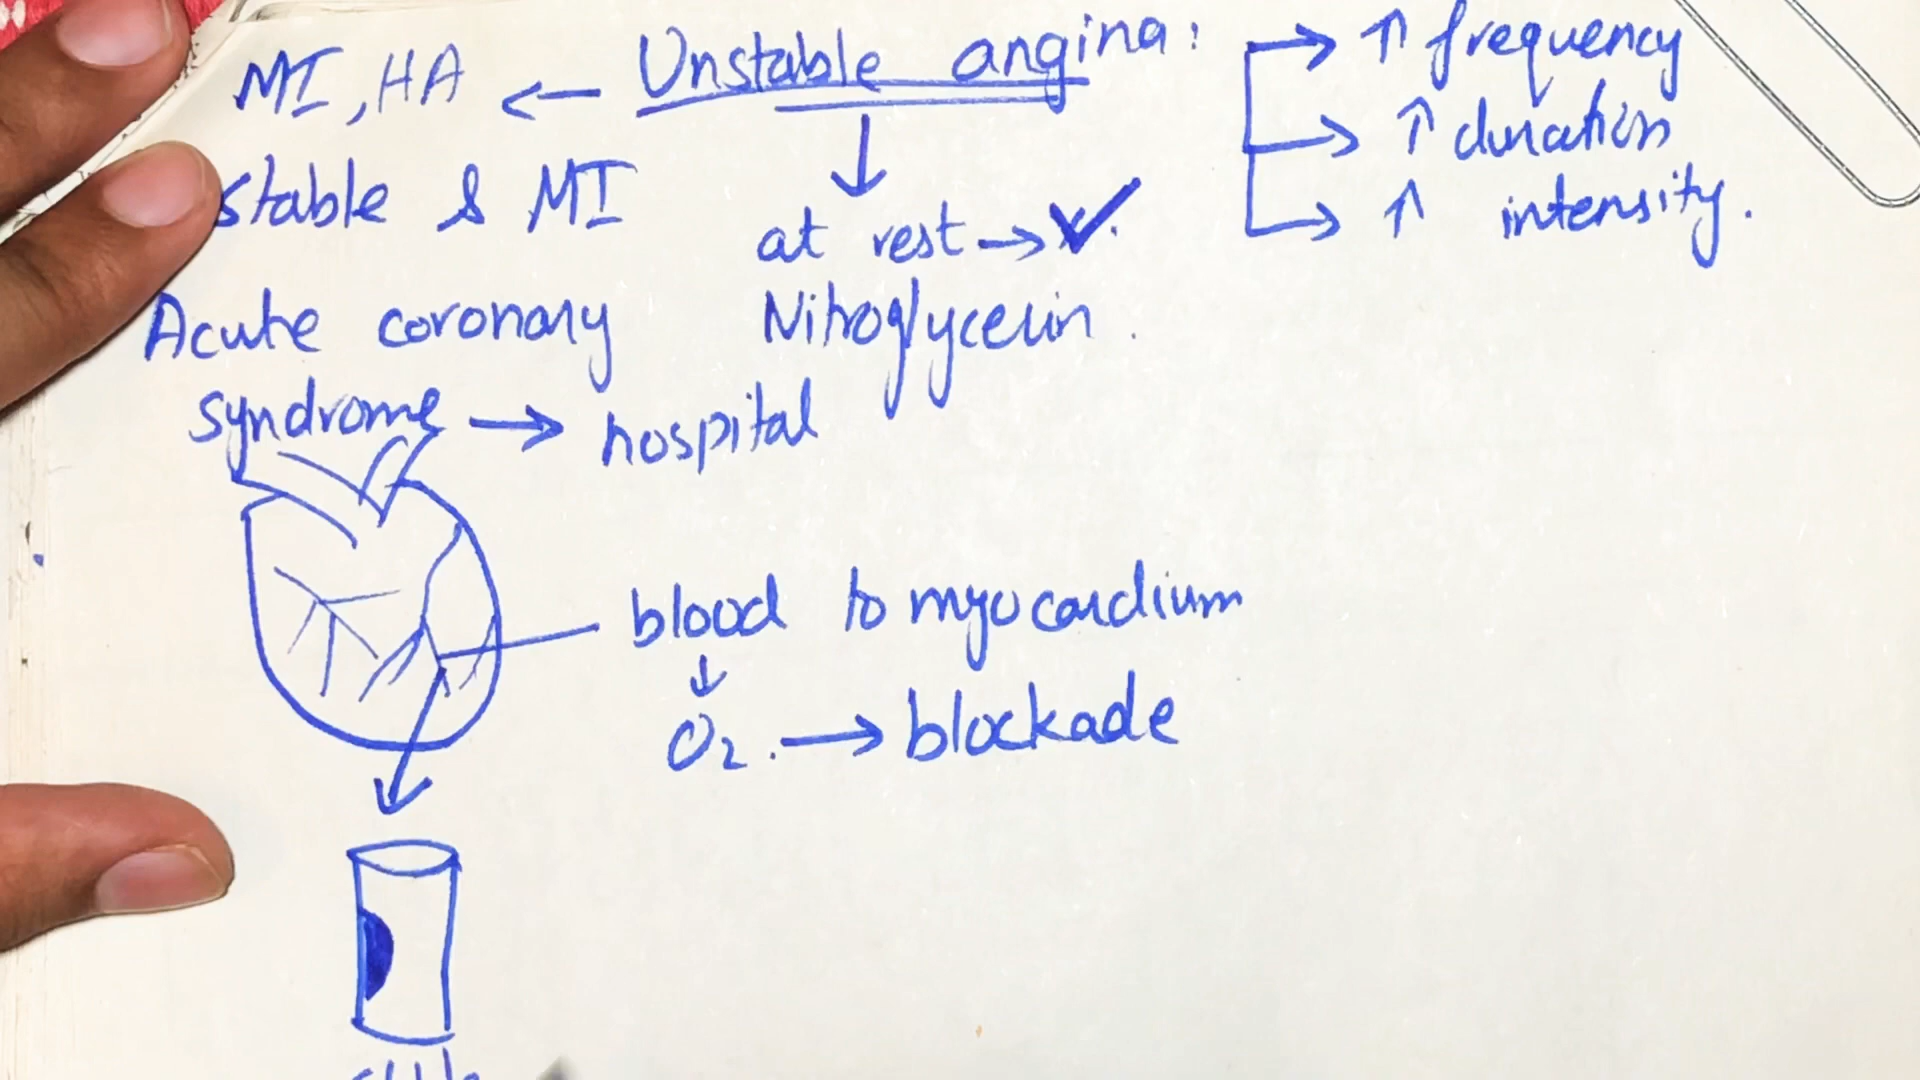 MI, HA ← Unstable angina: → ↑ frequency
→ ↑ duration
→ ↑ intensity.
stable & MI
at rest → ✓.
Acute coronary
Nitroglycerin.
syndrome → hospital
blood to myocardium
↓
O₂. → blockade